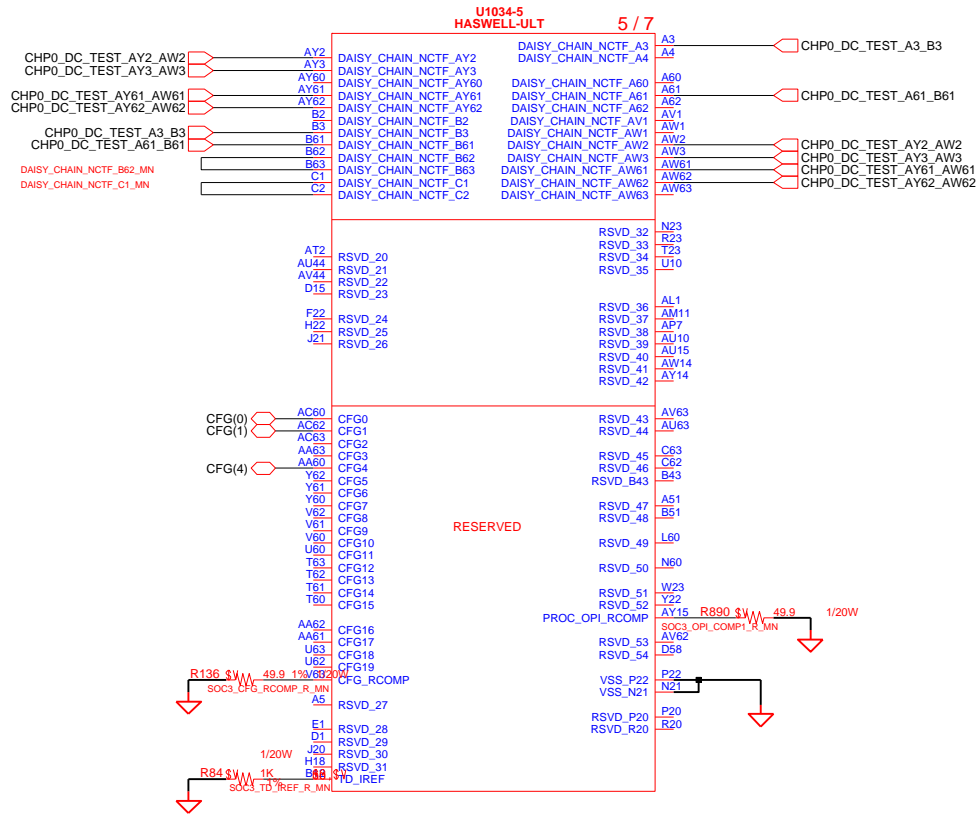 U1034-5
HASWELL-ULT
5 / 7
CHP0_DC_TEST_AY2_AW2
CHP0_DC_TEST_AY3_AW3
CHP0_DC_TEST_AY61_AW61
CHP0_DC_TEST_AY62_AW62
CHP0_DC_TEST_A3_B3
CHP0_DC_TEST_A61_B61
DAISY_CHAIN_NCTF_B62_MN
DAISY_CHAIN_NCTF_C1_MN
AY2 DAISY_CHAIN_NCTF_AY2
AY3 DAISY_CHAIN_NCTF_AY3
AY60 DAISY_CHAIN_NCTF_AY60
AY61 DAISY_CHAIN_NCTF_AY61
AY62 DAISY_CHAIN_NCTF_AY62
B2 DAISY_CHAIN_NCTF_B2
B3 DAISY_CHAIN_NCTF_B3
B61 DAISY_CHAIN_NCTF_B61
B62 DAISY_CHAIN_NCTF_B62
B63 DAISY_CHAIN_NCTF_B63
C1 DAISY_CHAIN_NCTF_C1
C2 DAISY_CHAIN_NCTF_C2
DAISY_CHAIN_NCTF_A3 A3
DAISY_CHAIN_NCTF_A4 A4
DAISY_CHAIN_NCTF_A60 A60
DAISY_CHAIN_NCTF_A61 A61
DAISY_CHAIN_NCTF_A62 A62
DAISY_CHAIN_NCTF_AV1 AV1
DAISY_CHAIN_NCTF_AW1 AW1
DAISY_CHAIN_NCTF_AW2 AW2
DAISY_CHAIN_NCTF_AW3 AW3
DAISY_CHAIN_NCTF_AW61 AW61
DAISY_CHAIN_NCTF_AW62 AW62
DAISY_CHAIN_NCTF_AW63 AW63
CHP0_DC_TEST_A3_B3
CHP0_DC_TEST_A61_B61
CHP0_DC_TEST_AY2_AW2
CHP0_DC_TEST_AY3_AW3
CHP0_DC_TEST_AY61_AW61
CHP0_DC_TEST_AY62_AW62
AT2 RSVD_20
AU44 RSVD_21
AV44 RSVD_22
D15 RSVD_23
F22 RSVD_24
H22 RSVD_25
J21 RSVD_26
RSVD_32 N23
RSVD_33 R23
RSVD_34 T23
RSVD_35 U10
RSVD_36 AL1
RSVD_37 AM11
RSVD_38 AP7
RSVD_39 AU10
RSVD_40 AU15
RSVD_41 AW14
RSVD_42 AY14
CFG(0) AC60 CFG0
CFG(1) AC62 CFG1
AC63 CFG2
AA63 CFG3
CFG(4) AA60 CFG4
Y62 CFG5
Y61 CFG6
Y60 CFG7
V62 CFG8
V61 CFG9
V60 CFG10
U60 CFG11
T63 CFG12
T62 CFG13
T61 CFG14
T60 CFG15
AA62 CFG16
AA61 CFG17
U63 CFG18
U62 CFG19
R136 $V 49.9 1% 1/20W V63 CFG_RCOMP
SOC3_CFG_RCOMP_R_MN
A5 RSVD_27
E1 RSVD_28
D1 RSVD_29
J20 RSVD_30
H18 RSVD_31
1/20W
R84 $V 1K B12 TD_IREF
1%
SOC3_TD_IREF_R_MN
RESERVED
RSVD_43 AV63
RSVD_44 AU63
RSVD_45 C63
RSVD_46 C62
RSVD_B43 B43
RSVD_47 A51
RSVD_48 B51
RSVD_49 L60
RSVD_50 N60
RSVD_51 W23
RSVD_52 Y22
PROC_OPI_RCOMP AY15 R890 $V 49.9 1/20W
SOC3_OPI_COMP1_R_MN
RSVD_53 AV62
RSVD_54 D58
VSS_P22 P22
VSS_N21 N21
RSVD_P20 P20
RSVD_R20 R20